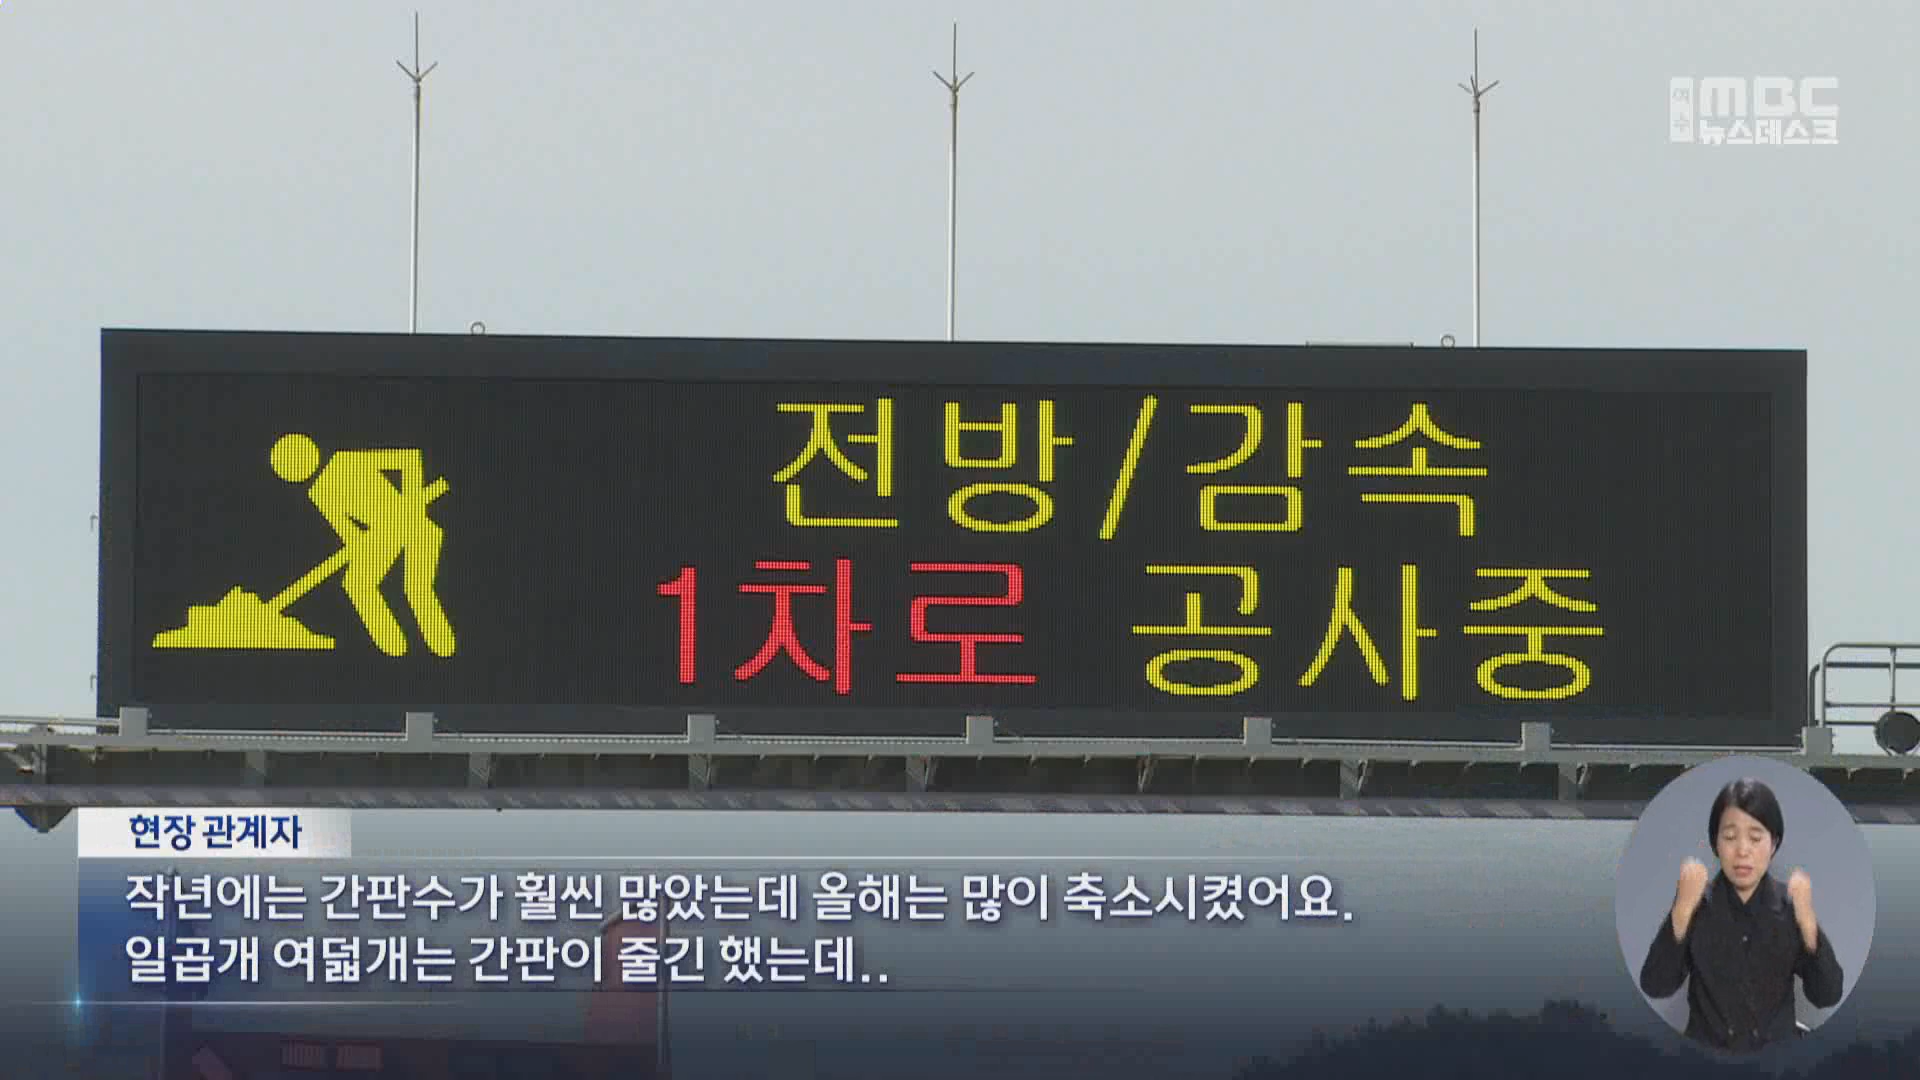 여수 MBC
뉴스데스크
전방/감속
1차로 공사중
현장 관계자
작년에는 간판수가 훨씬 많았는데 올해는 많이 축소시켰어요.
일곱개 여덟개는 간판이 줄긴 했는데..